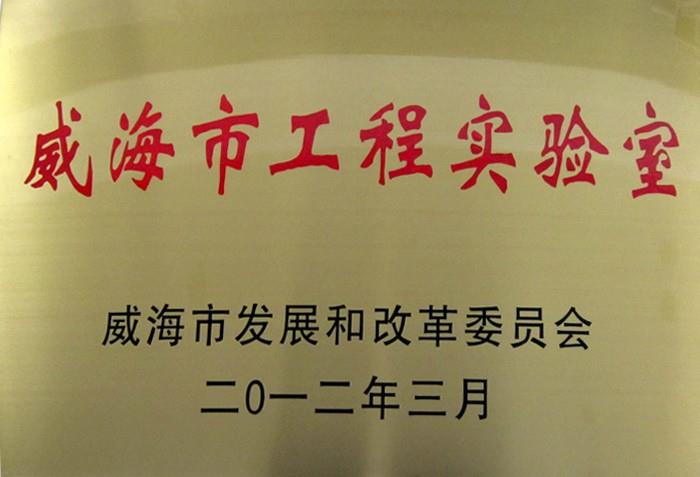 威海市工程实验室
威海市发展和改革委员会
二0一二年三月